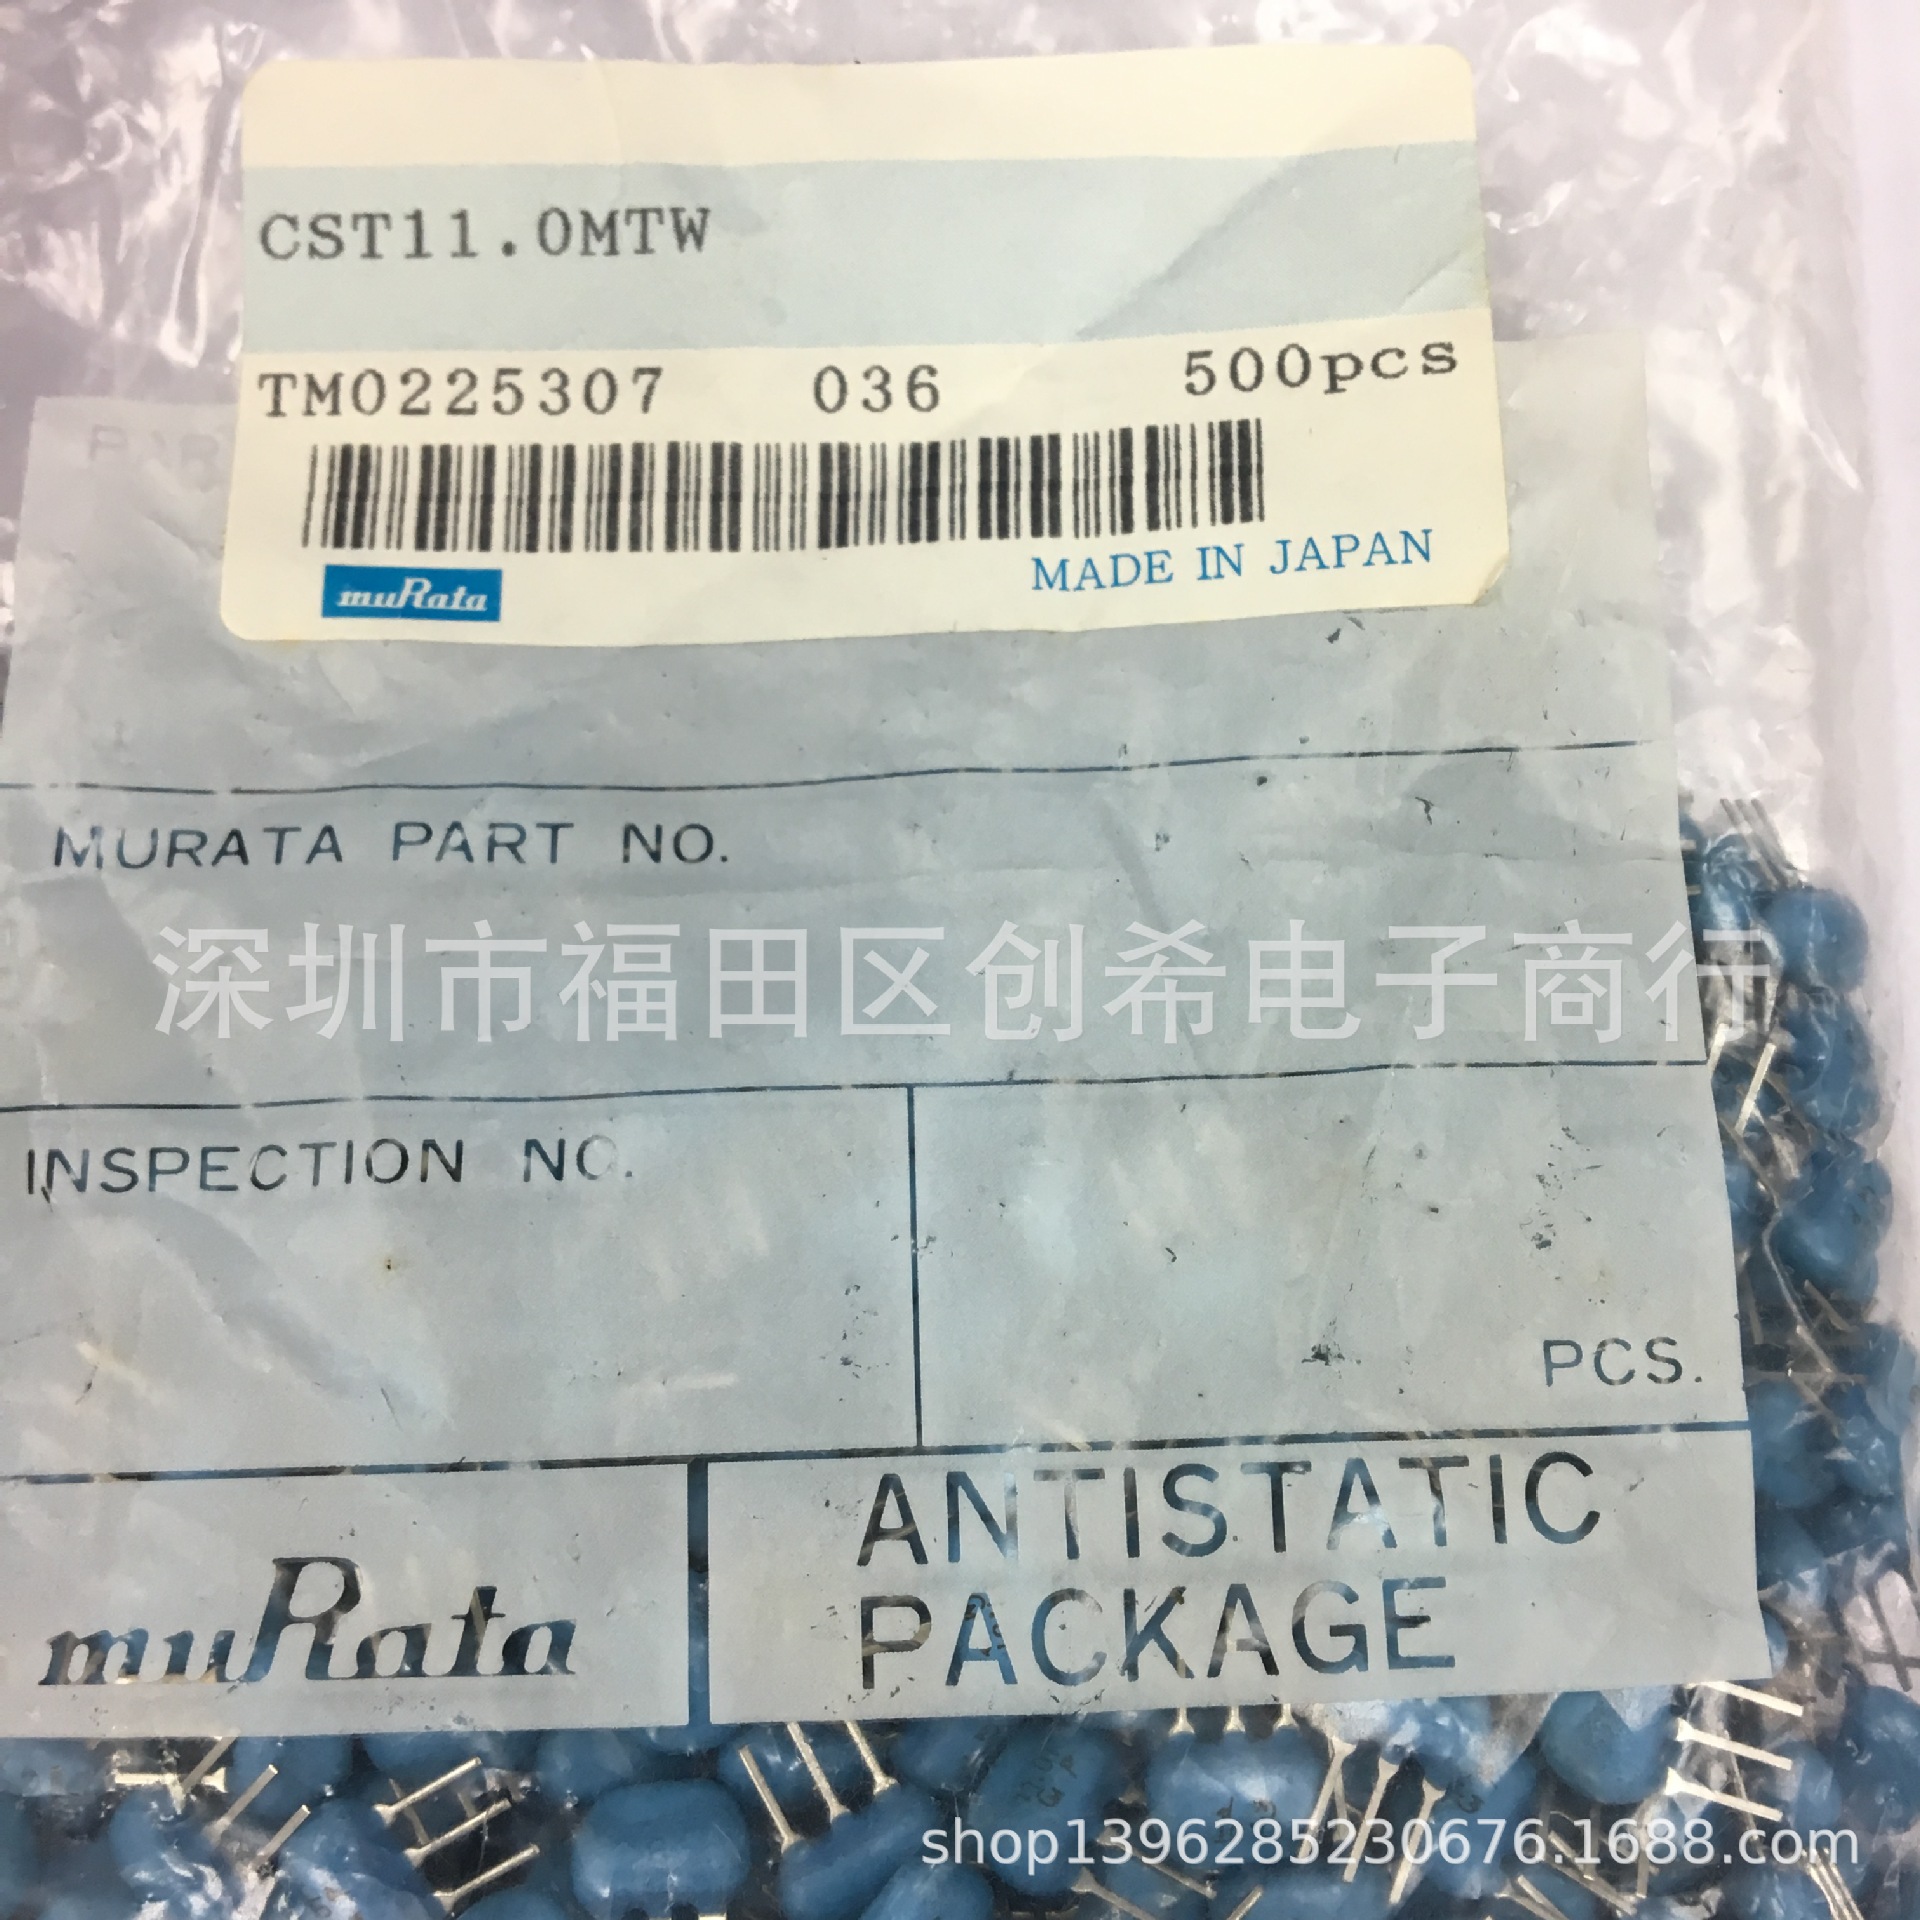 CST11.0MTW
TM0225307 036 500pcs
muRata
MADE IN JAPAN
MURATA PART NO.
深圳市福田区创希电子商行
INSPECTION NO.
PCS.
muRata
ANTISTATIC
PACKAGE
shop1396285230676.1688.com